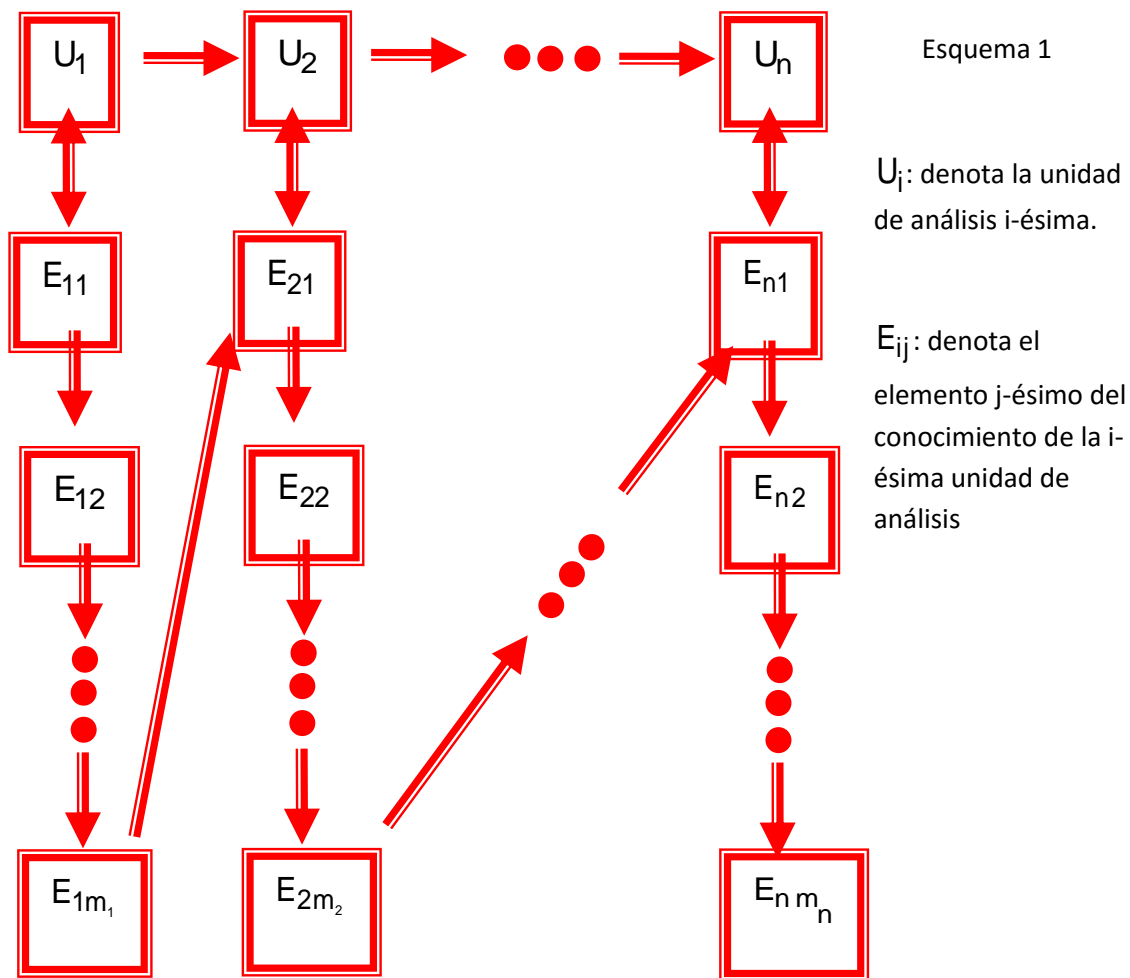 U1 U2 Un
Esquema 1
Ui: denota la unidad
de análisis i-ésima.
E11 E21 En1
Eij: denota el
elemento j-ésimo del
conocimiento de la i-
ésima unidad de
análisis
E12 E22 En2
E1m1 E2m2 En mn